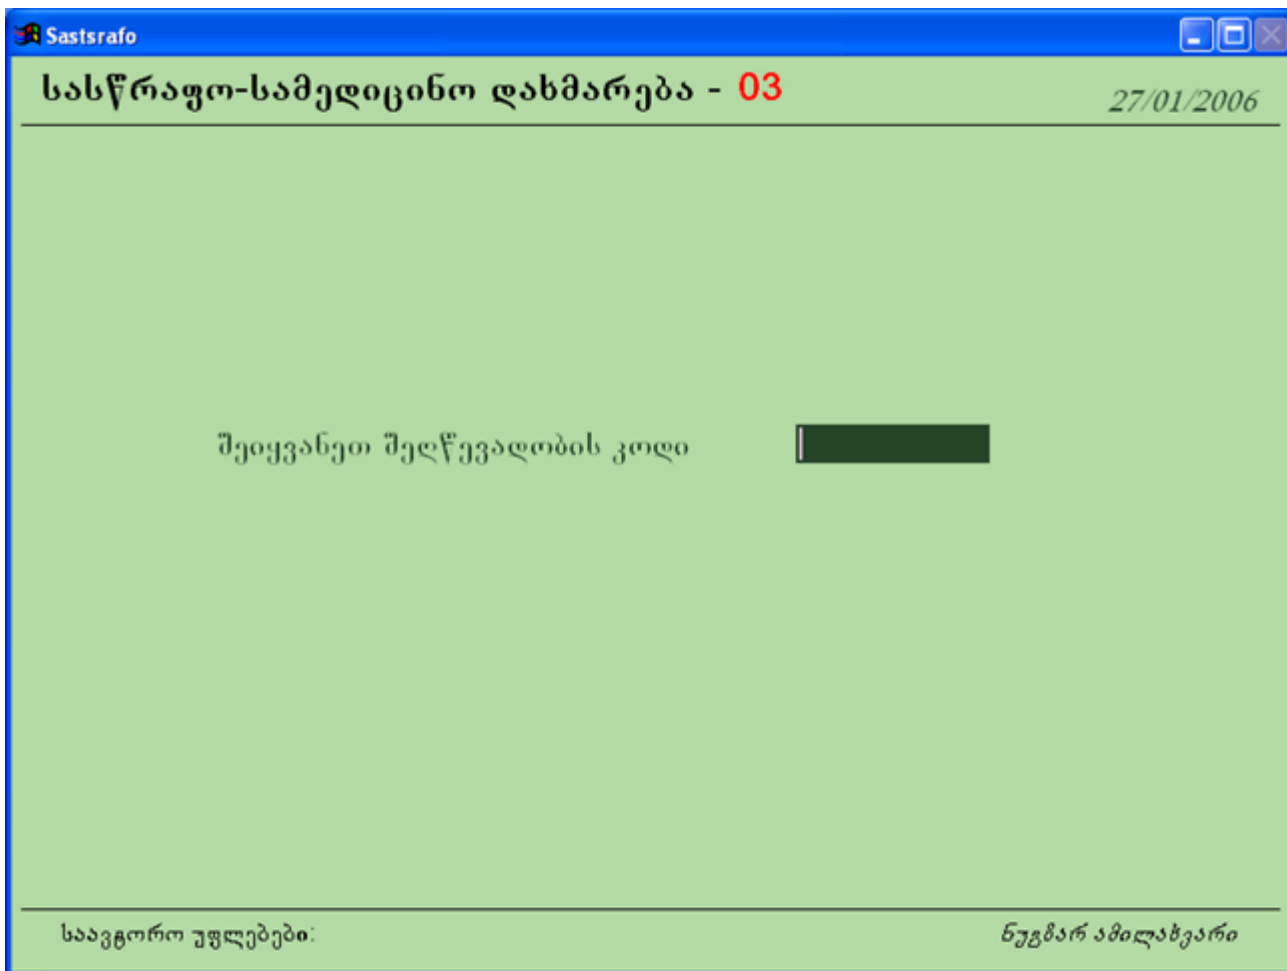 Sastsrafo
სასწრაფო-სამედიცინო დახმარება - 03
27/01/2006
შეიყვანეთ შეღწევადობის კოდი
საავტორო უფლებები:
ნუგზარ ამილახვარი